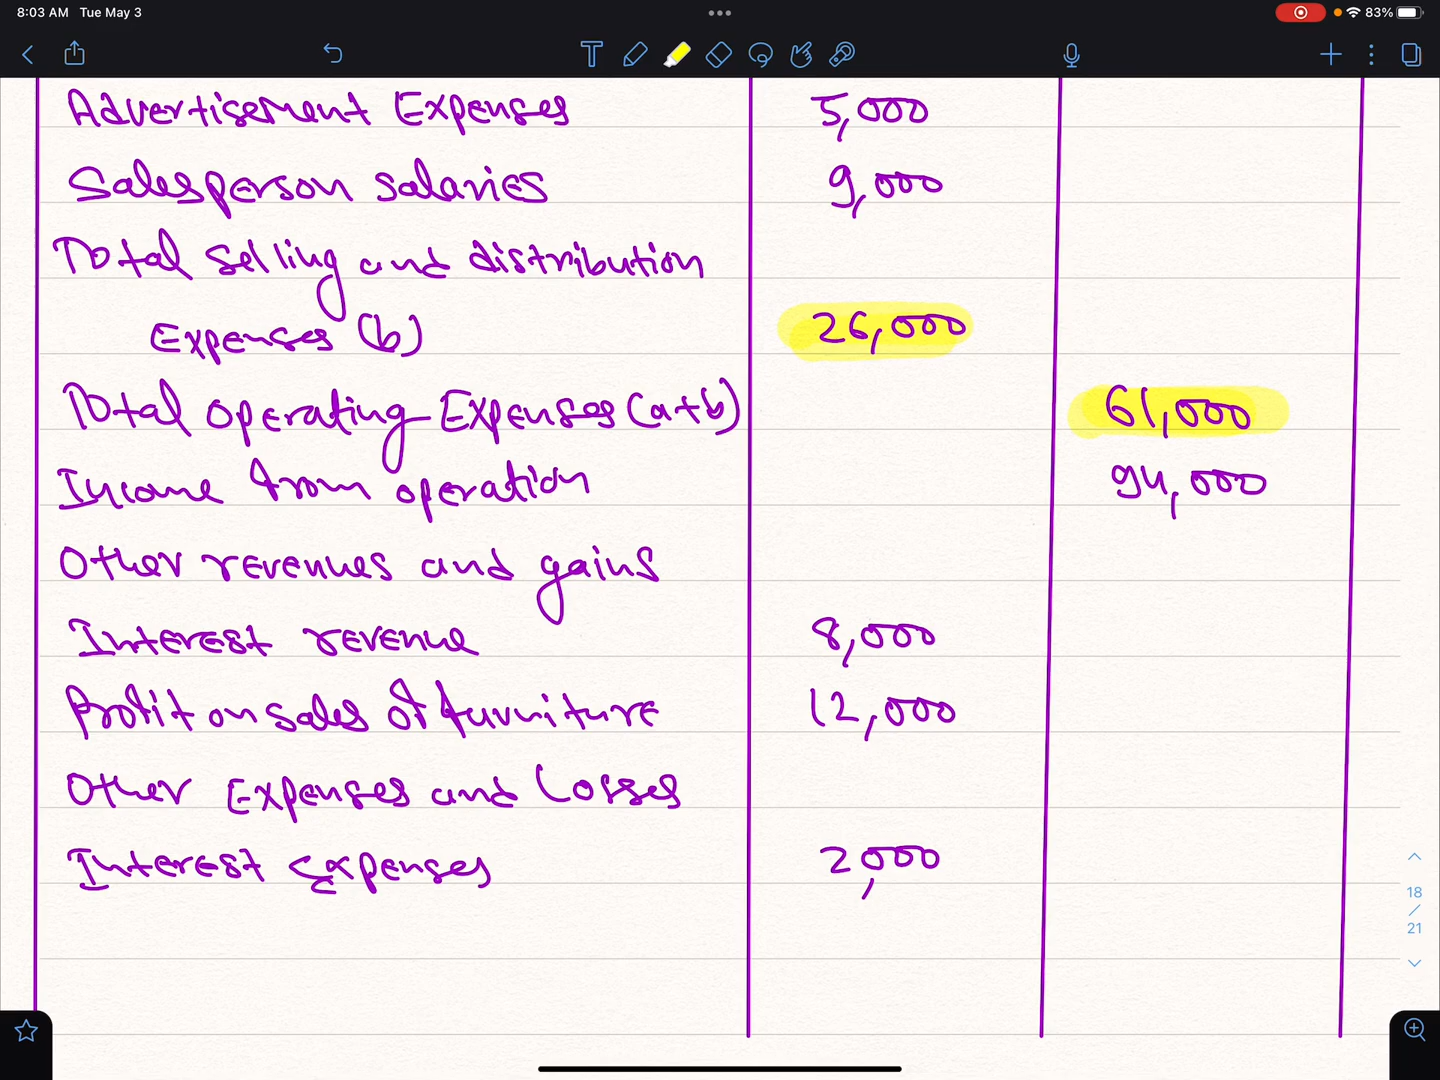 8:03 AM Tue May 3
83%
Advertisement Expenses 5,000
Salesperson salaries 9,000
Total selling and distribution
Expenses (b) 26,000
Total operating Expenses (a+b) 61,000
Income from operation 94,000
Other revenues and gains
Interest revenue 8,000
Profit on sales of furniture 12,000
Other Expenses and Losses
Interest Expenses 2,000
18
/
21